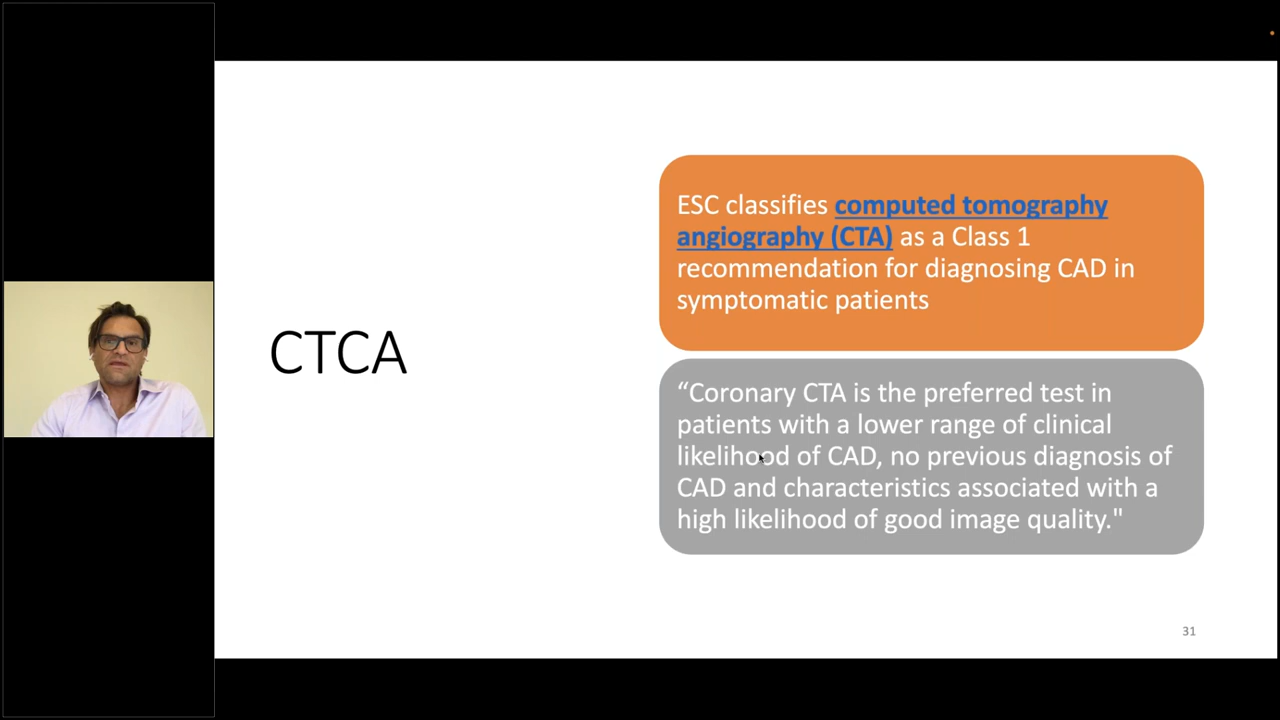 CTCA
ESC classifies computed tomography
angiography (CTA) as a Class 1
recommendation for diagnosing CAD in
symptomatic patients
“Coronary CTA is the preferred test in
patients with a lower range of clinical
likelihood of CAD, no previous diagnosis of
CAD and characteristics associated with a
high likelihood of good image quality."
31